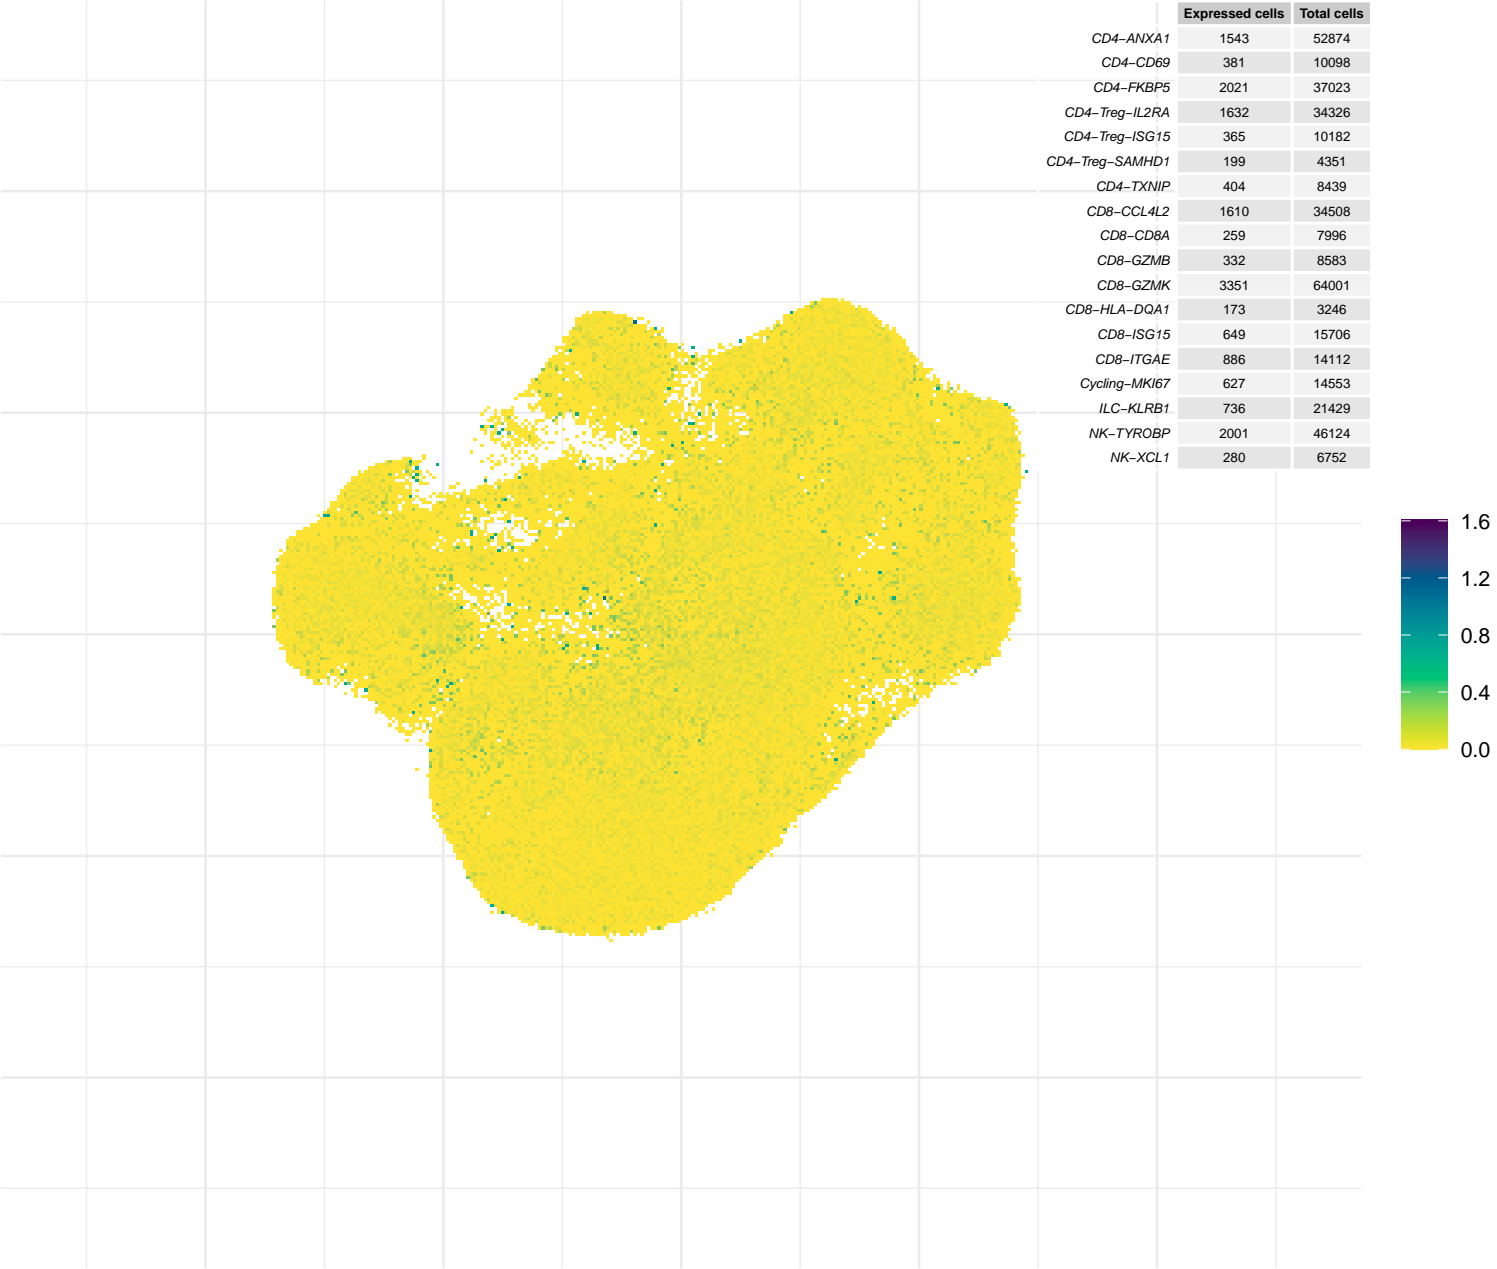 Expressed cells Total cells
CD4−ANXA1 1543 52874
CD4−CD69 381 10098
CD4−FKBP5 2021 37023
CD4−Treg−IL2RA 1632 34326
CD4−Treg−ISG15 365 10182
CD4−Treg−SAMHD1 199 4351
CD4−TXNIP 404 8439
CD8−CCL4L2 1610 34508
CD8−CD8A 259 7996
CD8−GZMB 332 8583
CD8−GZMK 3351 64001
CD8−HLA−DQA1 173 3246
CD8−ISG15 649 15706
CD8−ITGAE 886 14112
Cycling−MKI67 627 14553
ILC−KLRB1 736 21429
NK−TYROBP 2001 46124
NK−XCL1 280 6752
1.6
1.2
0.8
0.4
0.0